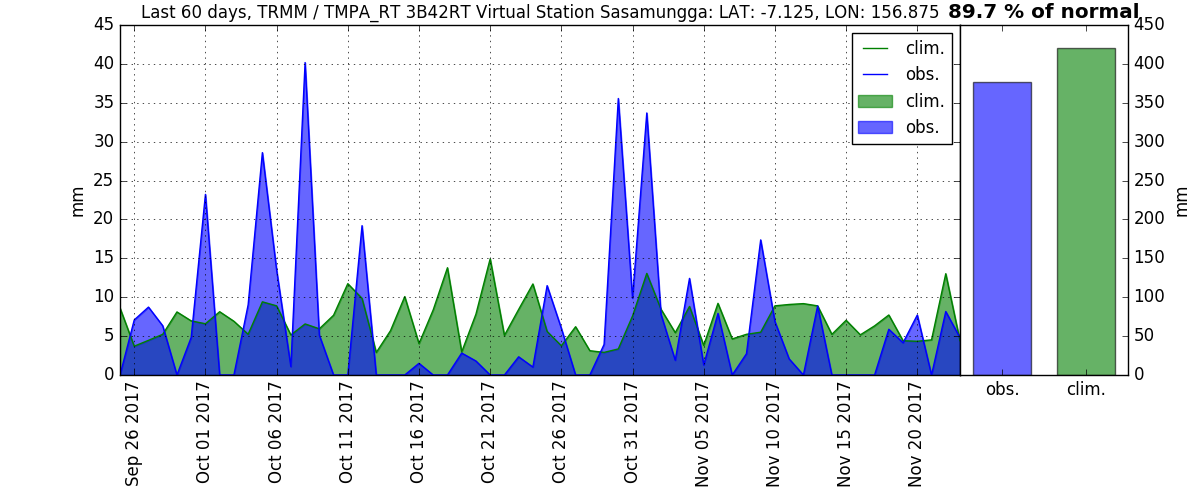 Last 60 days, TRMM / TMPA_RT 3B42RT Virtual Station Sasamungga: LAT: -7.125, LON: 156.875 89.7 % of normal
45
40
35
30
25
20
15
10
5
0
mm
clim.
obs.
clim.
obs.
450
400
350
300
250
200
150
100
50
0
mm
Sep 26 2017
Oct 01 2017
Oct 06 2017
Oct 11 2017
Oct 16 2017
Oct 21 2017
Oct 26 2017
Oct 31 2017
Nov 05 2017
Nov 10 2017
Nov 15 2017
Nov 20 2017
obs.
clim.